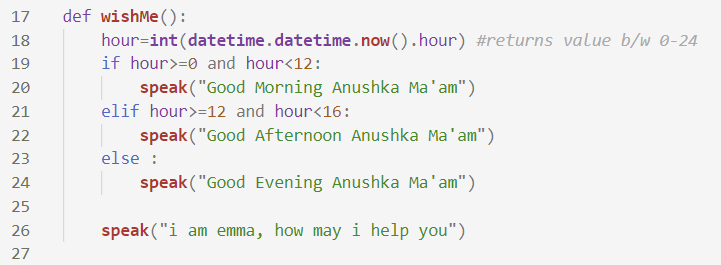 17 def wishMe():
18     hour=int(datetime.datetime.now().hour) #returns value b/w 0-24
19     if hour>=0 and hour<12:
20         speak("Good Morning Anushka Ma'am")
21     elif hour>=12 and hour<16:
22         speak("Good Afternoon Anushka Ma'am")
23     else :
24         speak("Good Evening Anushka Ma'am")
25
26     speak("i am emma, how may i help you")
27